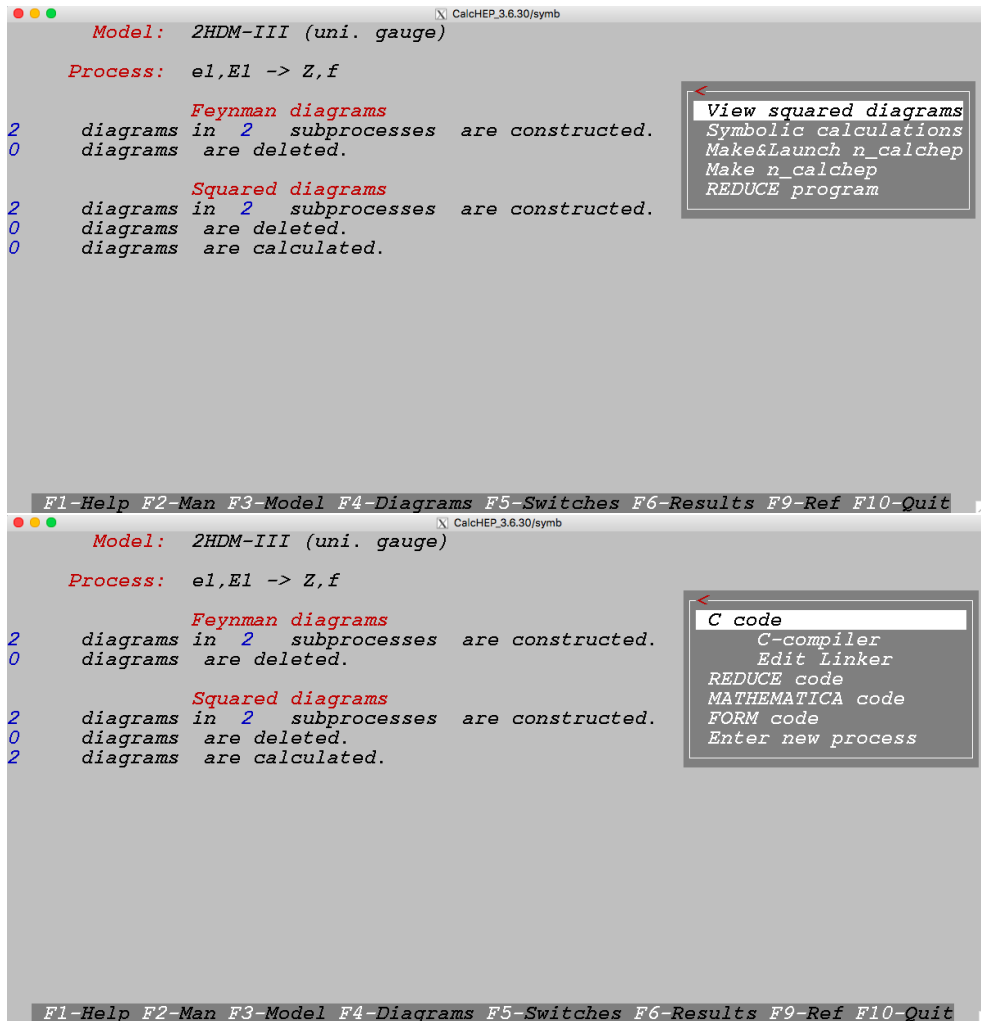 CalcHEP_3.6.30/symb
Model: 2HDM-III (uni. gauge)
Process: e1,E1 -> Z,f
Feynman diagrams
2 diagrams in 2 subprocesses are constructed.
0 diagrams are deleted.
Squared diagrams
2 diagrams in 2 subprocesses are constructed.
0 diagrams are deleted.
0 diagrams are calculated.
<
View squared diagrams
Symbolic calculations
Make&Launch n_calchep
Make n_calchep
REDUCE program
F1-Help F2-Man F3-Model F4-Diagrams F5-Switches F6-Results F9-Ref F10-Quit
CalcHEP_3.6.30/symb
Model: 2HDM-III (uni. gauge)
Process: e1,E1 -> Z,f
Feynman diagrams
2 diagrams in 2 subprocesses are constructed.
0 diagrams are deleted.
Squared diagrams
2 diagrams in 2 subprocesses are constructed.
0 diagrams are deleted.
2 diagrams are calculated.
<
C code
C-compiler
Edit Linker
REDUCE code
MATHEMATICA code
FORM code
Enter new process
F1-Help F2-Man F3-Model F4-Diagrams F5-Switches F6-Results F9-Ref F10-Quit